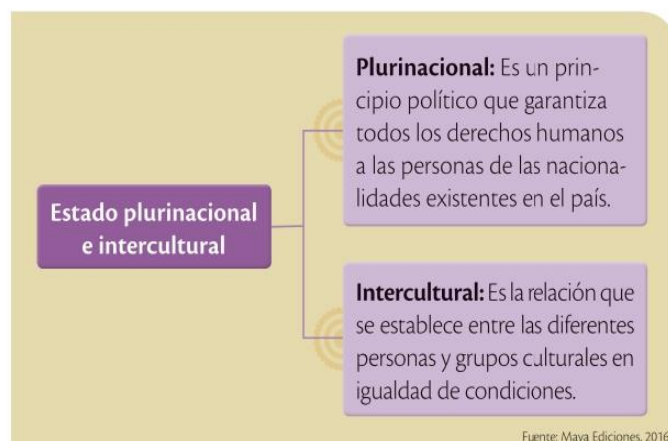 Estado plurinacional
e intercultural
Plurinacional: Es un prin-
cipio político que garantiza
todos los derechos humanos
a las personas de las naciona-
lidades existentes en el país.
Intercultural: Es la relación que
se establece entre las diferentes
personas y grupos culturales en
igualdad de condiciones.
Fuente: Maya Ediciones, 2016